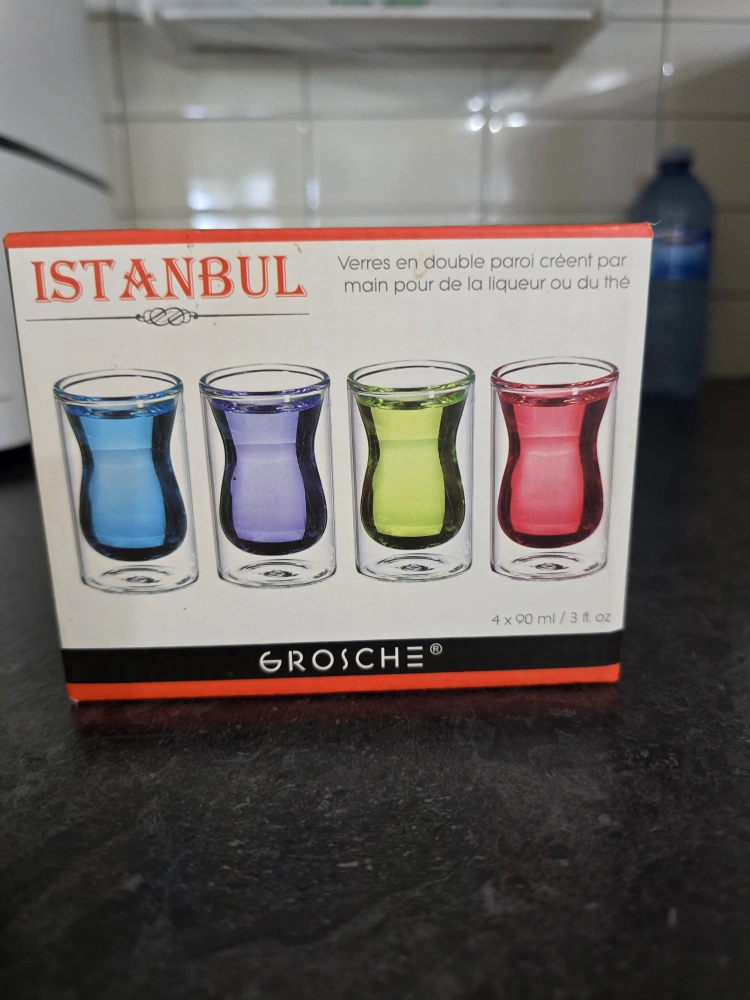 ISTANBUL
Verres en double paroi créent par
main pour de la liqueur ou du thé
4 x 90 ml / 3 fl. oz
GROSCHE®